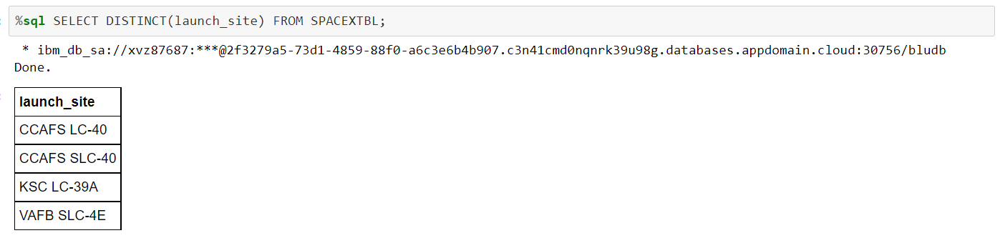 %sql SELECT DISTINCT(launch_site) FROM SPACEXTBL;
* ibm_db_sa://xvz87687:***@2f3279a5-73d1-4859-88f0-a6c3e6b4b907.c3n41cmd0nqnrk39u98g.databases.appdomain.cloud:30756/bludb
Done.
launch_site
CCAFS LC-40
CCAFS SLC-40
KSC LC-39A
VAFB SLC-4E